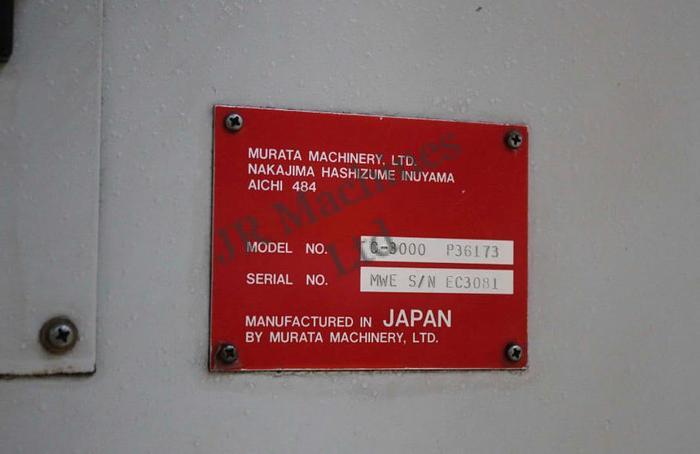 MURATA MACHINERY, LTD.
NAKAJIMA HASHIZUME INUYAMA
AICHI 484
MODEL NO. C-3000 P36173
SERIAL NO. MWE S/N EC3081
MANUFACTURED IN JAPAN
BY MURATA MACHINERY, LTD.
JR Machines
Ltd